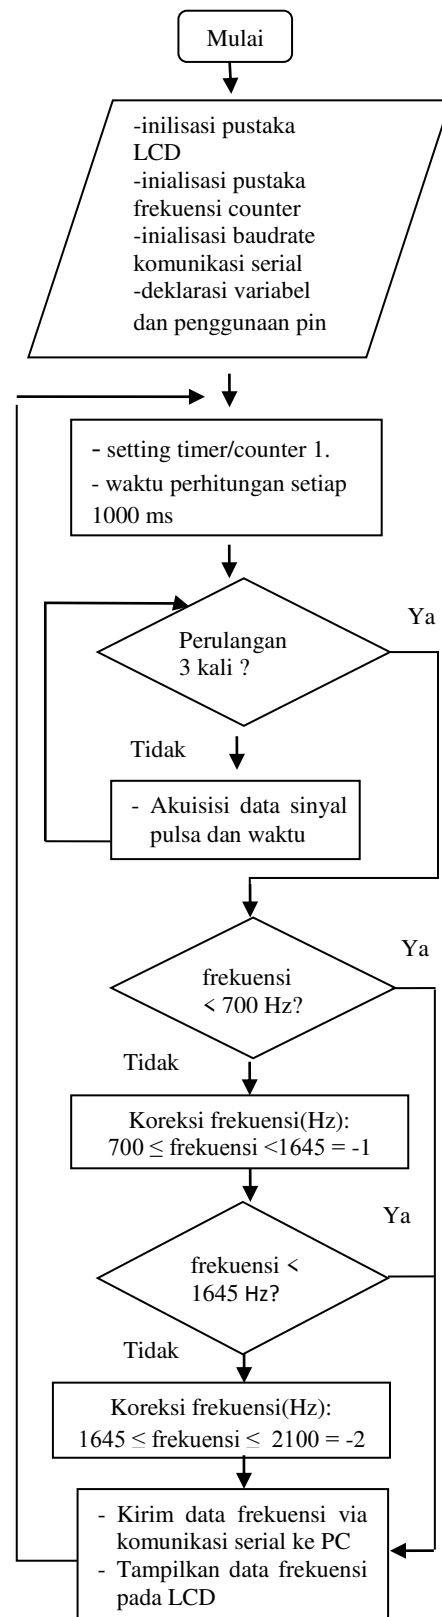 Mulai
-inilisasi pustaka
LCD
-inialisasi pustaka
frekuensi counter
-inialisasi baudrate
komunikasi serial
-deklarasi variabel
dan penggunaan pin
- setting timer/counter 1.
- waktu perhitungan setiap
1000 ms
Ya
Perulangan
3 kali ?
Tidak
- Akuisisi data sinyal
pulsa dan waktu
Ya
frekuensi
< 700 Hz?
Tidak
Koreksi frekuensi(Hz):
700 ≤ frekuensi <1645 = -1
Ya
frekuensi <
1645 Hz?
Tidak
Koreksi frekuensi(Hz):
1645 ≤ frekuensi ≤ 2100 = -2
- Kirim data frekuensi via
komunikasi serial ke PC
- Tampilkan data frekuensi
pada LCD